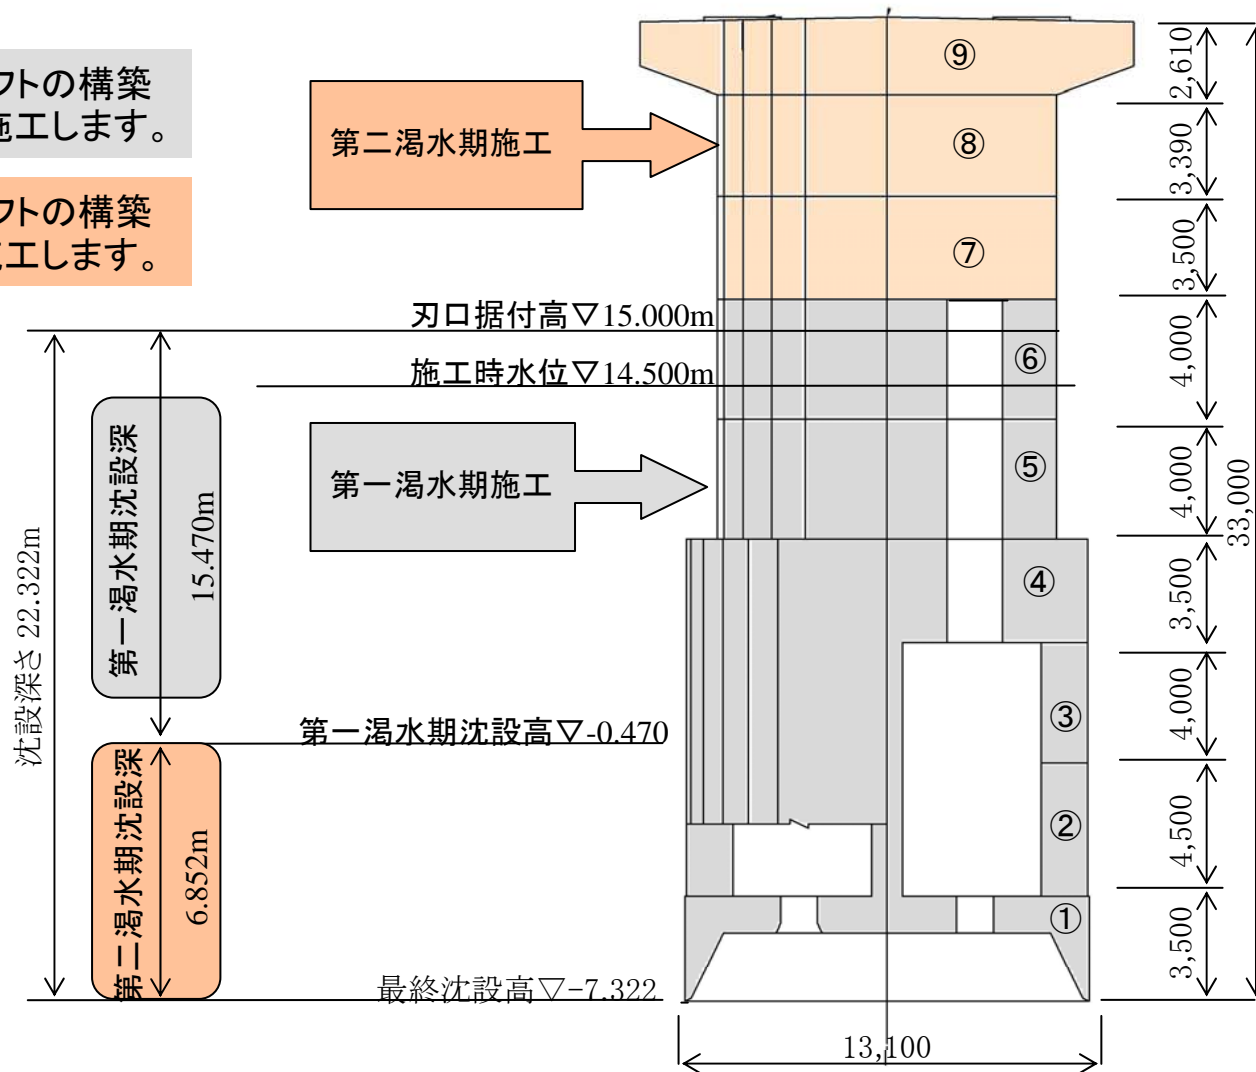 フトの構築
施工します。
フトの構築
施工します。
第二渇水期施工
刃口据付高▽15.000m
施工時水位▽14.500m
第一渇水期施工
第一渇水期沈設深
15.470m
沈設深さ 22.322m
第一渇水期沈設高▽-0.470
第二渇水期沈設深
6.852m
最終沈設高▽-7.322
⑨
⑧
⑦
⑥
⑤
④
③
②
①
2,610
3,390
3,500
4,000
4,000
3,500
4,000
4,500
3,500
33,000
13,100